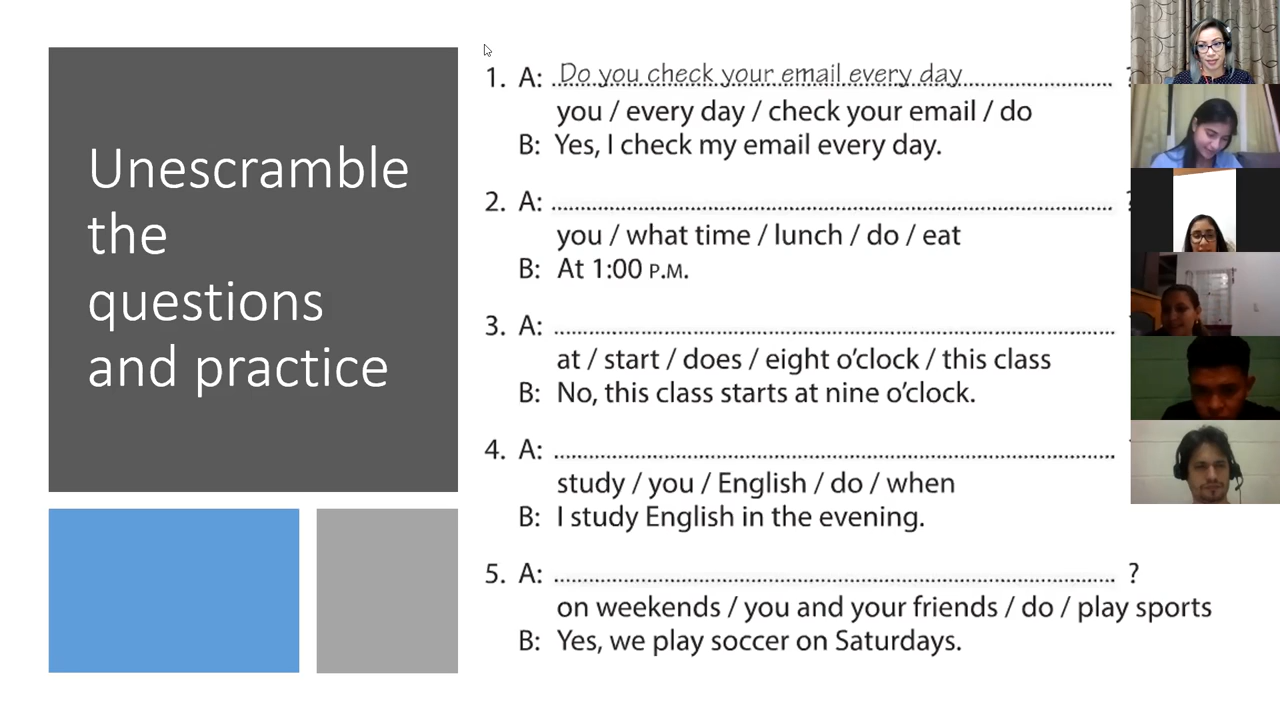 Unescramble
the
questions
and practice
1. A: Do you check your email every day ?
you / every day / check your email / do
B: Yes, I check my email every day.
2. A: ?
you / what time / lunch / do / eat
B: At 1:00 P.M.
3. A:
at / start / does / eight o'clock / this class
B: No, this class starts at nine o'clock.
4. A:
study / you / English / do / when
B: I study English in the evening.
5. A: ?
on weekends / you and your friends / do / play sports
B: Yes, we play soccer on Saturdays.